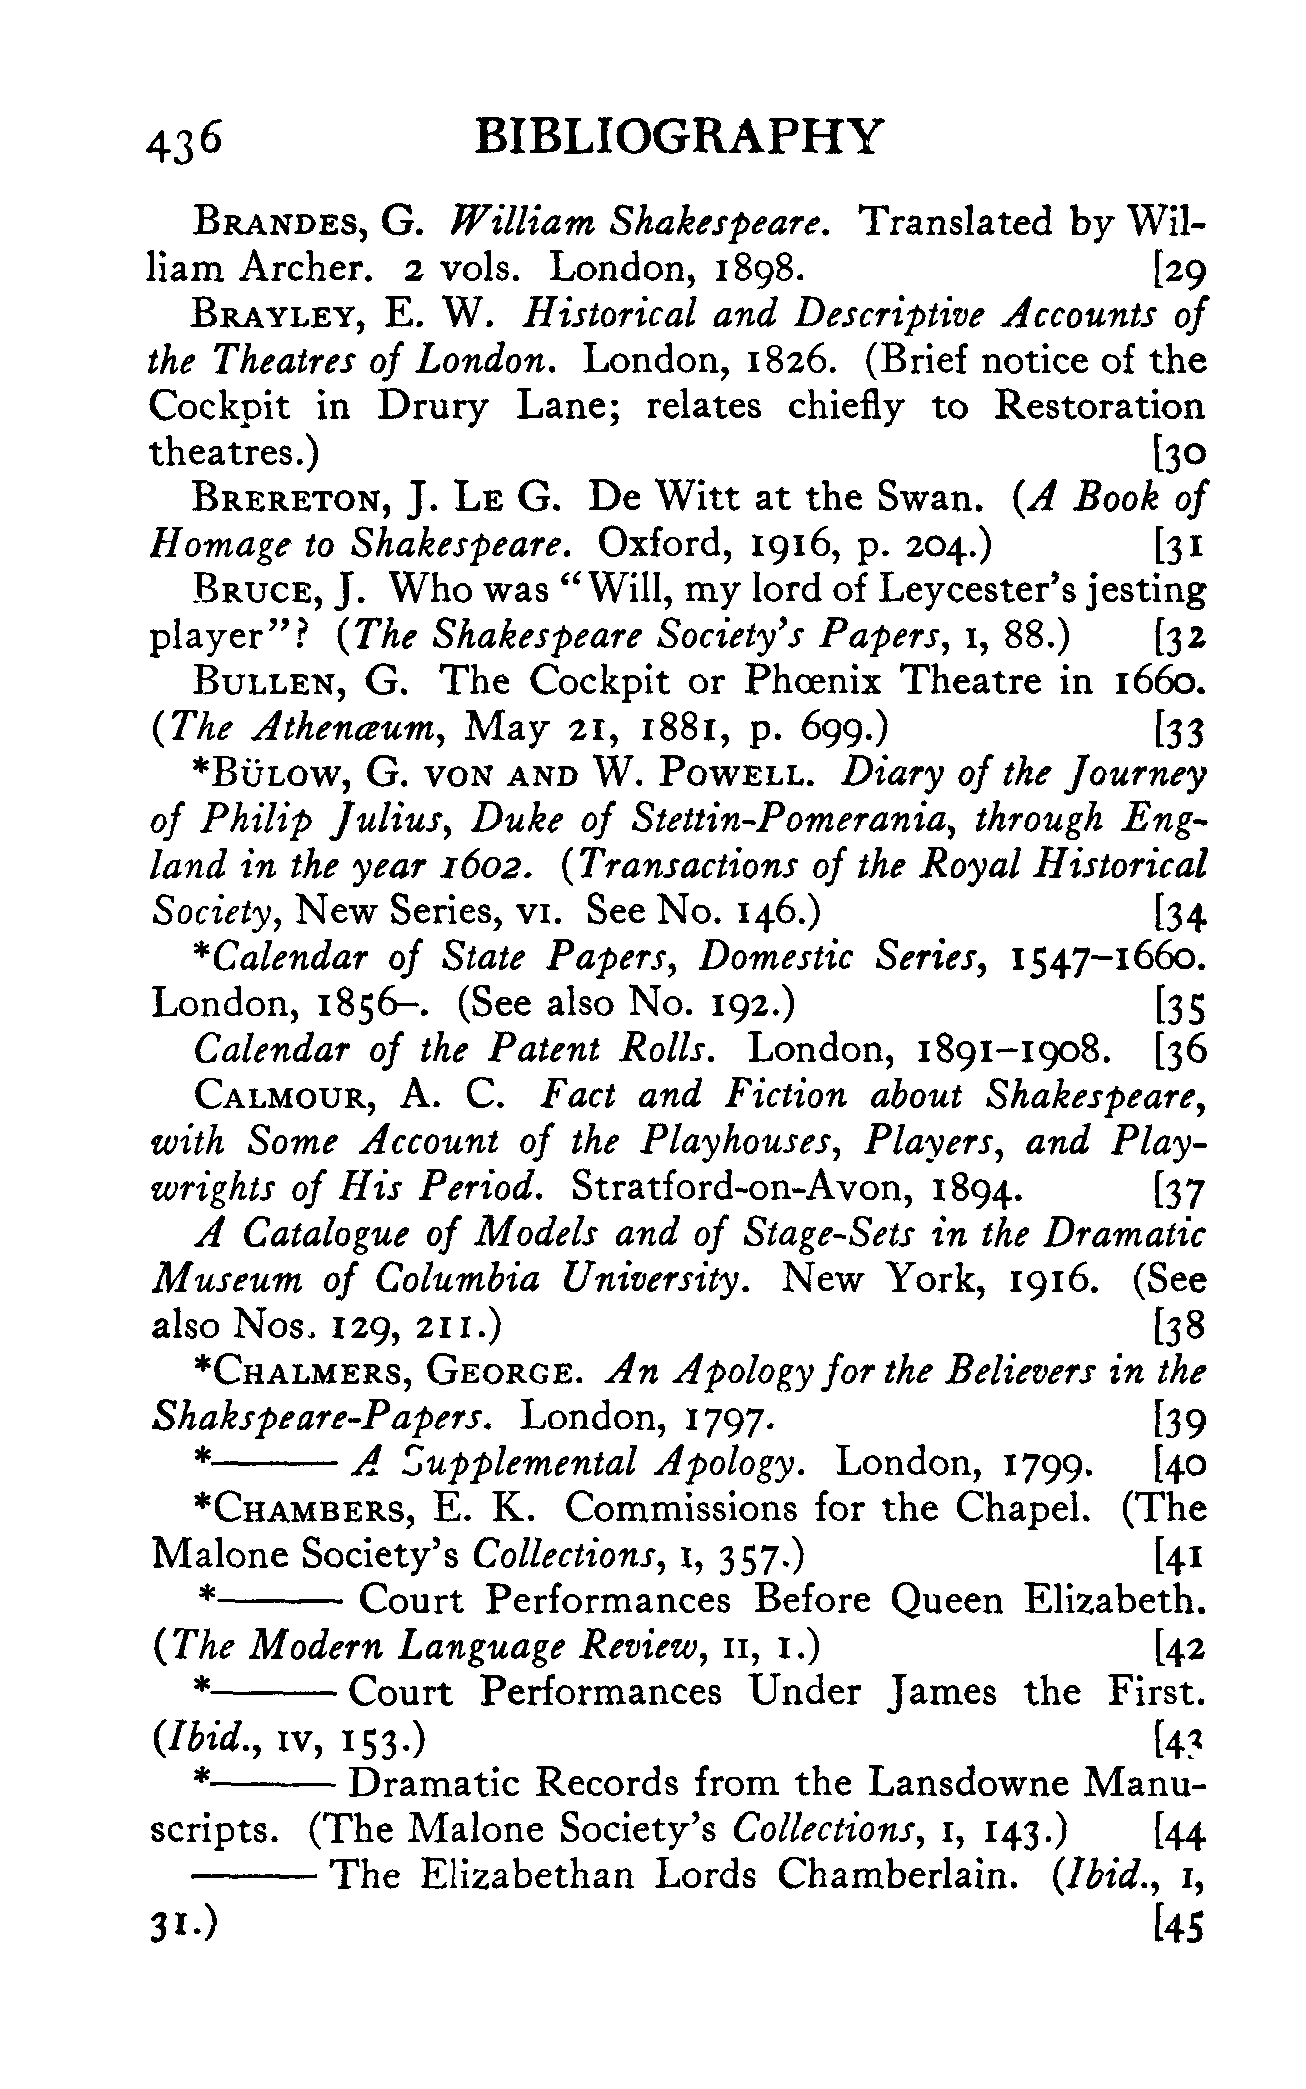 436 BIBLIOGRAPHY
BRANDES, G. William Shakespeare. Translated by Wil-
liam Archer. 2 vols. London, 1898. [29
BRAYLEY, E. W. Historical and Descriptive Accounts of
the Theatres of London. London, 1826. (Brief notice of the
Cockpit in Drury Lane; relates chiefly to Restoration
theatres.) [30
BRERETON, J. LE G. De Witt at the Swan. (A Book of
Homage to Shakespeare. Oxford, 1916, p. 204.) [31
BRUCE, J. Who was “Will, my lord of Leycester’s jesting
player”? (The Shakespeare Society’s Papers, I, 88.) [32
BULLEN, G. The Cockpit or Phœnix Theatre in 1660.
(The Athenæum, May 21, 1881, p. 699.) [33
*BÜLOW, G. VON AND W. POWELL. Diary of the Journey
of Philip Julius, Duke of Stettin-Pomerania, through Eng-
land in the year 1602. (Transactions of the Royal Historical
Society, New Series, VI. See No. 146.) [34
*Calendar of State Papers, Domestic Series, 1547–1660.
London, 1856–. (See also No. 192.) [35
Calendar of the Patent Rolls. London, 1891–1908. [36
CALMOUR, A. C. Fact and Fiction about Shakespeare,
with Some Account of the Playhouses, Players, and Play-
wrights of His Period. Stratford-on-Avon, 1894. [37
A Catalogue of Models and of Stage-Sets in the Dramatic
Museum of Columbia University. New York, 1916. (See
also Nos. 129, 211.) [38
*CHALMERS, GEORGE. An Apology for the Believers in the
Shakspeare-Papers. London, 1797. [39
*——— A Supplemental Apology. London, 1799. [40
*CHAMBERS, E. K. Commissions for the Chapel. (The
Malone Society’s Collections, I, 357.) [41
*——— Court Performances Before Queen Elizabeth.
(The Modern Language Review, II, 1.) [42
*——— Court Performances Under James the First.
(Ibid., IV, 153.) [43
*——— Dramatic Records from the Lansdowne Manu-
scripts. (The Malone Society’s Collections, I, 143.) [44
——— The Elizabethan Lords Chamberlain. (Ibid., I,
31.) [45